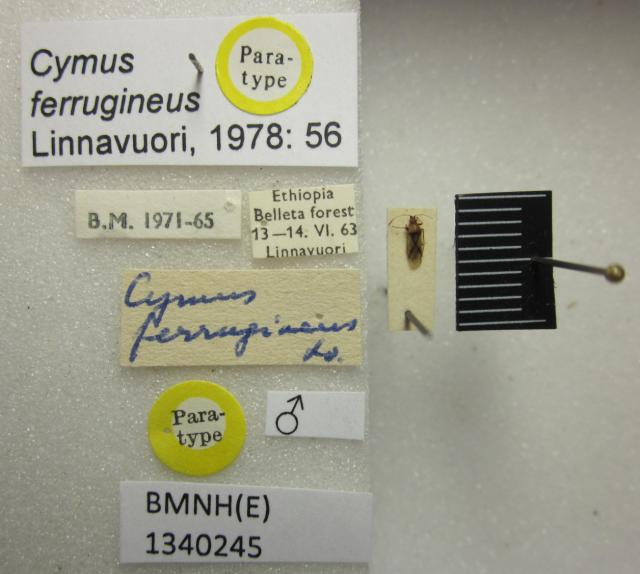 Cymus
ferrugineus
Linnavuori, 1978: 56
Para-
type
B.M. 1971-65
Ethiopia
Belleta forest
13—14. VI. 63
Linnavuori
Cymus
ferrugineus
Lv.
Para-
type
♂
BMNH(E)
1340245